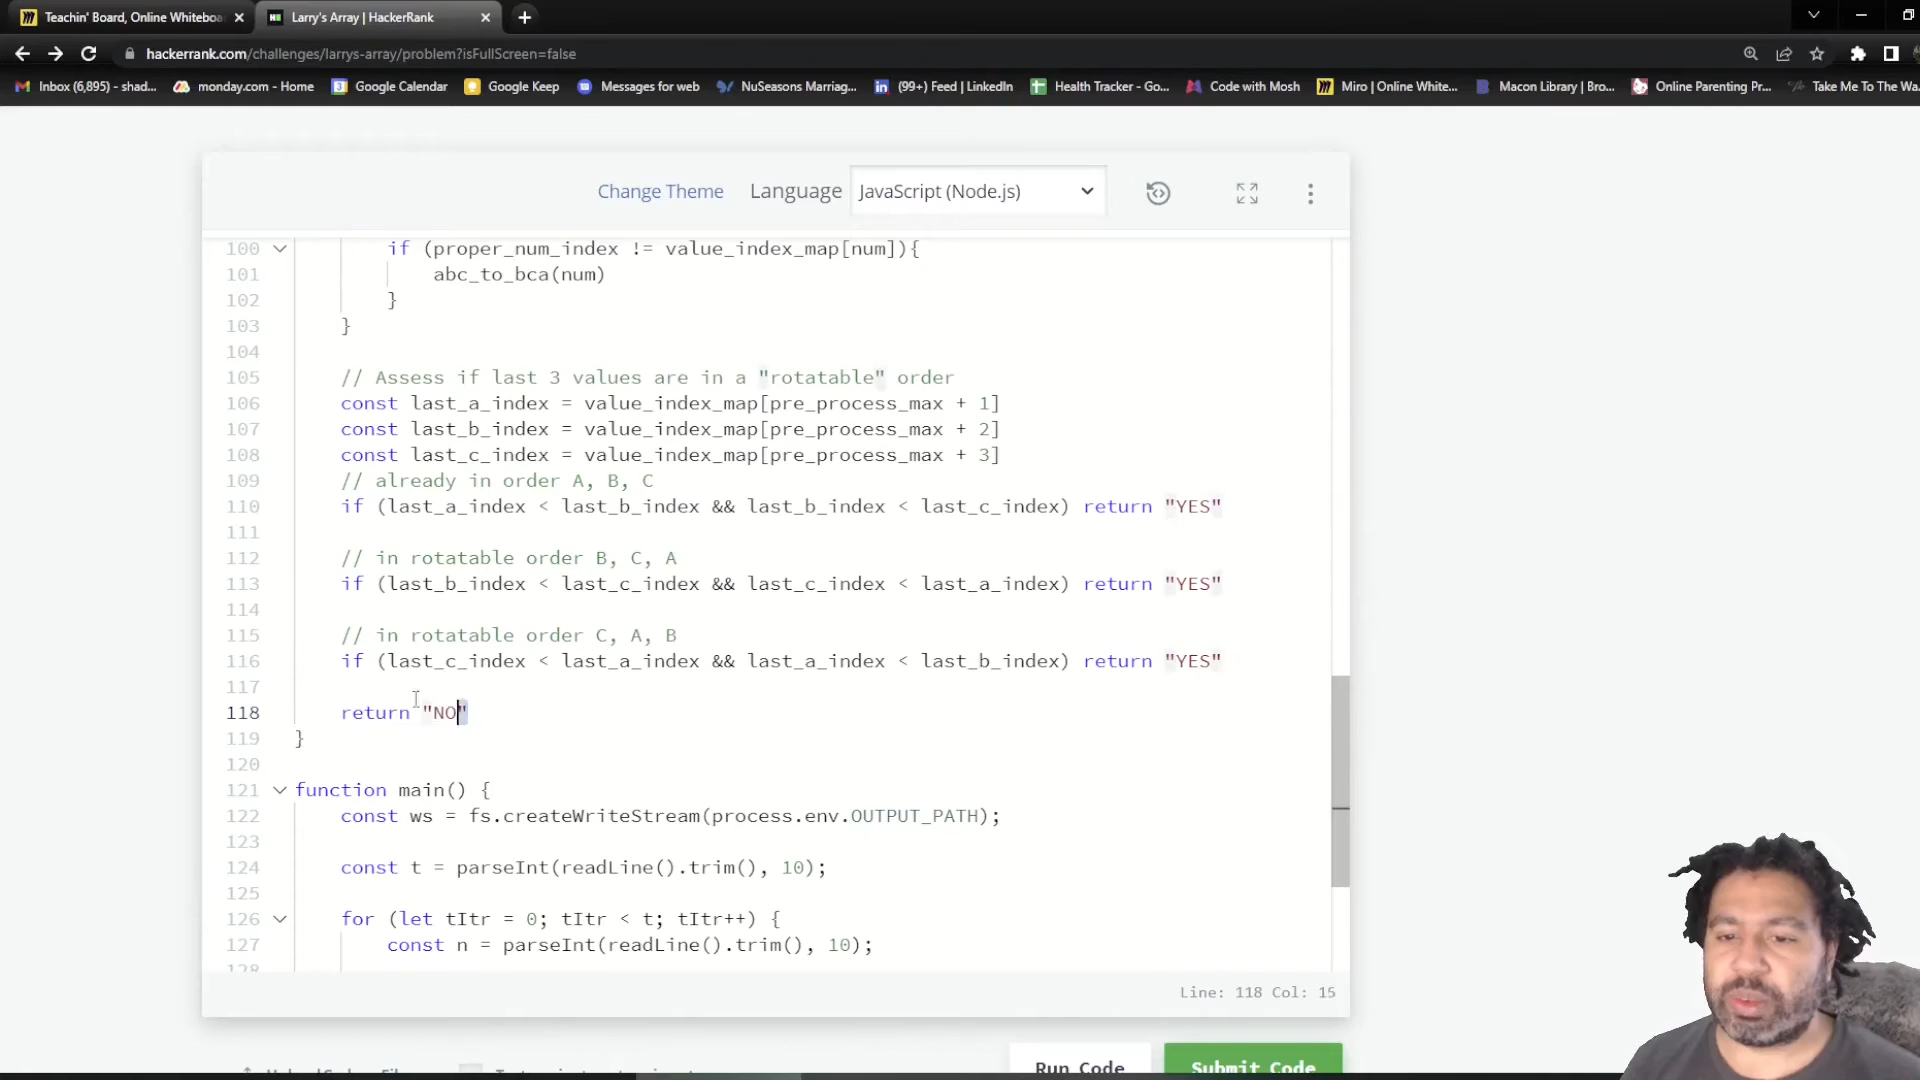 Teachin' Board, Online Whiteboa
Larry's Array | HackerRank
hackerrank.com/challenges/larrys-array/problem?isFullScreen=false
Inbox (6,895) - shad... monday.com - Home Google Calendar Google Keep Messages for web NuSeasons Marriag... (99+) Feed | LinkedIn Health Tracker - Go... Code with Mosh Miro | Online White... Macon Library | Bro... Online Parenting Pr... Take Me To The Wa
Change Theme Language JavaScript (Node.js)
100 if (proper_num_index != value_index_map[num]){
101 abc_to_bca(num)
102 }
103 }
104
105 // Assess if last 3 values are in a "rotatable" order
106 const last_a_index = value_index_map[pre_process_max + 1]
107 const last_b_index = value_index_map[pre_process_max + 2]
108 const last_c_index = value_index_map[pre_process_max + 3]
109 // already in order A, B, C
110 if (last_a_index < last_b_index && last_b_index < last_c_index) return "YES"
111
112 // in rotatable order B, C, A
113 if (last_b_index < last_c_index && last_c_index < last_a_index) return "YES"
114
115 // in rotatable order C, A, B
116 if (last_c_index < last_a_index && last_a_index < last_b_index) return "YES"
117
118 return "NO"
119 }
120
121 function main() {
122 const ws = fs.createWriteStream(process.env.OUTPUT_PATH);
123
124 const t = parseInt(readLine().trim(), 10);
125
126 for (let tItr = 0; tItr < t; tItr++) {
127 const n = parseInt(readLine().trim(), 10);
128
Line: 118 Col: 15
Run Code Submit Code